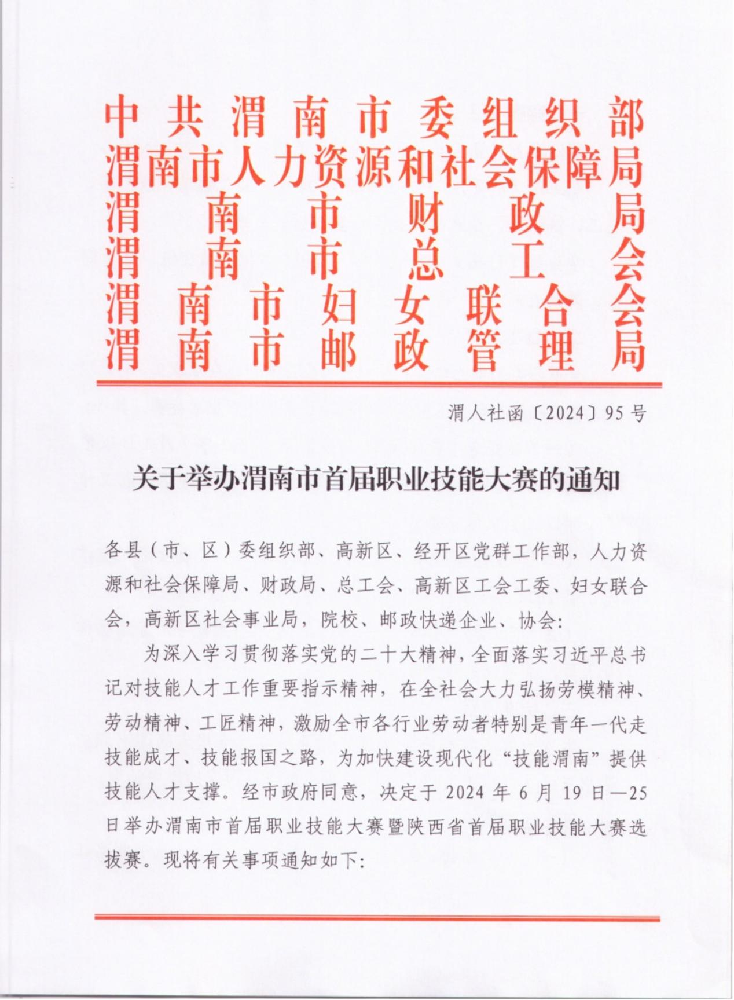 中共渭南市委组织部
渭南市人力资源和社会保障局
渭南市财政局
渭南市总工会
渭南市妇女联合会
渭南市邮政管理局
渭人社函〔2024〕95号
关于举办渭南市首届职业技能大赛的通知
各县（市、区）委组织部、高新区、经开区党群工作部，人力资
源和社会保障局、财政局、总工会、高新区工会工委、妇女联合
会，高新区社会事业局，院校、邮政快递企业、协会：
为深入学习贯彻落实党的二十大精神，全面落实习近平总书
记对技能人才工作重要指示精神，在全社会大力弘扬劳模精神、
劳动精神、工匠精神，激励全市各行业劳动者特别是青年一代走
技能成才、技能报国之路，为加快建设现代化“技能渭南”提供
技能人才支撑。经市政府同意，决定于 2024 年 6 月 19 日—25
日举办渭南市首届职业技能大赛暨陕西省首届职业技能大赛选
拔赛。现将有关事项通知如下：